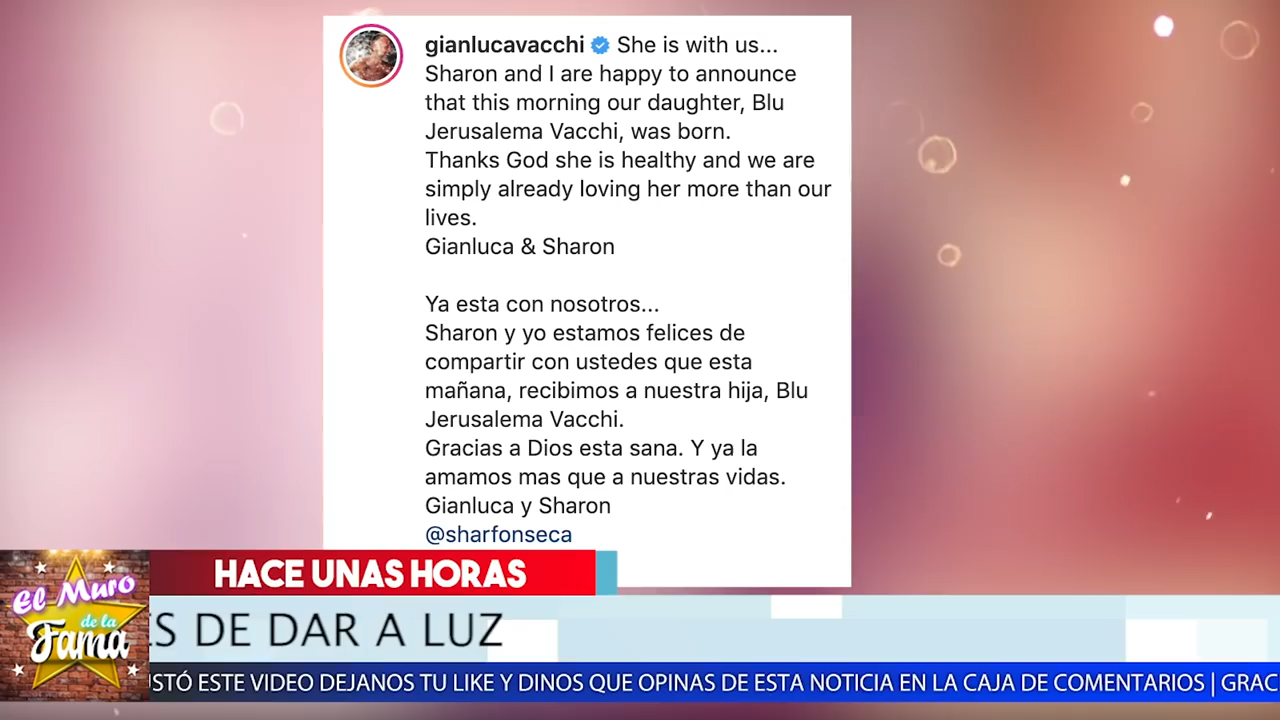 gianlucavacchi She is with us...
Sharon and I are happy to announce
that this morning our daughter, Blu
Jerusalema Vacchi, was born.
Thanks God she is healthy and we are
simply already loving her more than our
lives.
Gianluca & Sharon
Ya esta con nosotros...
Sharon y yo estamos felices de
compartir con ustedes que esta
mañana, recibimos a nuestra hija, Blu
Jerusalema Vacchi.
Gracias a Dios esta sana. Y ya la
amamos mas que a nuestras vidas.
Gianluca y Sharon
@sharfonseca
HACE UNAS HORAS
El Muro
de la
Fama
ES DE DAR A LUZ
USTÓ ESTE VIDEO DEJANOS TU LIKE Y DINOS QUE OPINAS DE ESTA NOTICIA EN LA CAJA DE COMENTARIOS | GRAC